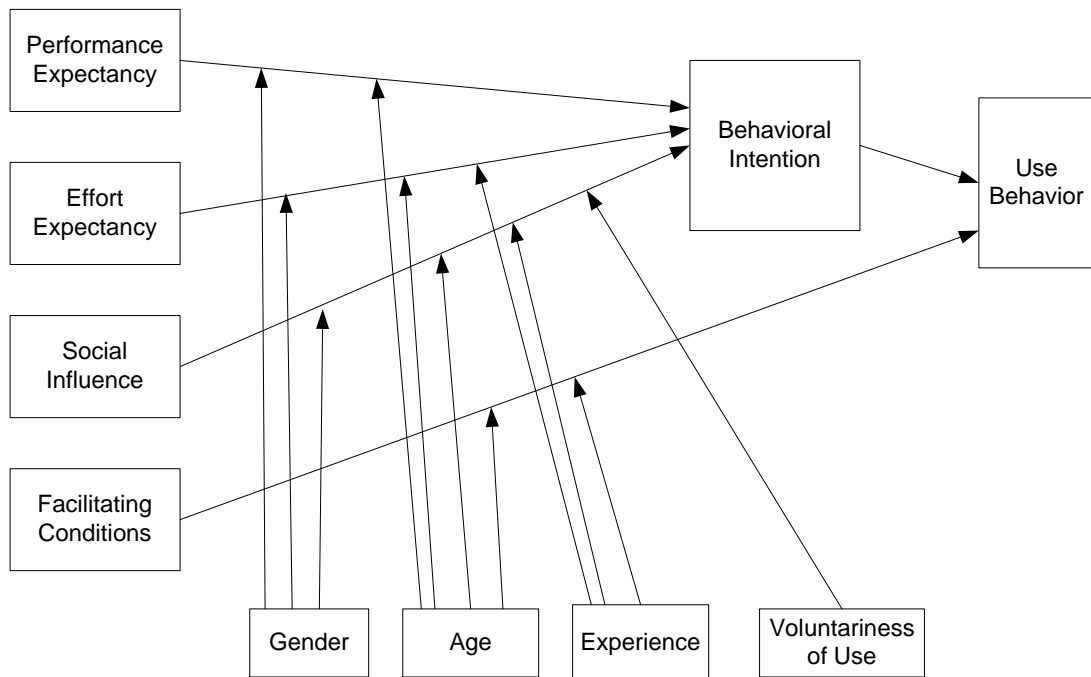 Performance
Expectancy
Effort
Expectancy
Social
Influence
Facilitating
Conditions
Behavioral
Intention
Use
Behavior
Gender
Age
Experience
Voluntariness
of Use